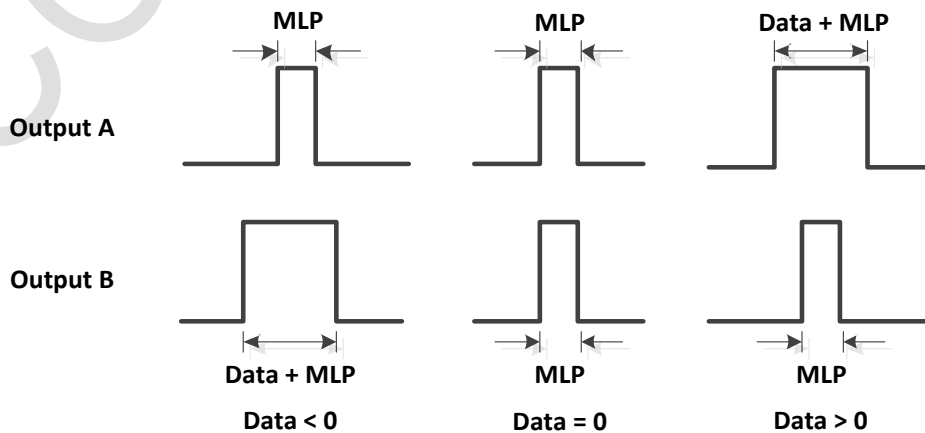 MLP MLP Data + MLP
Output A
Output B
Data + MLP MLP MLP
Data < 0 Data = 0 Data > 0